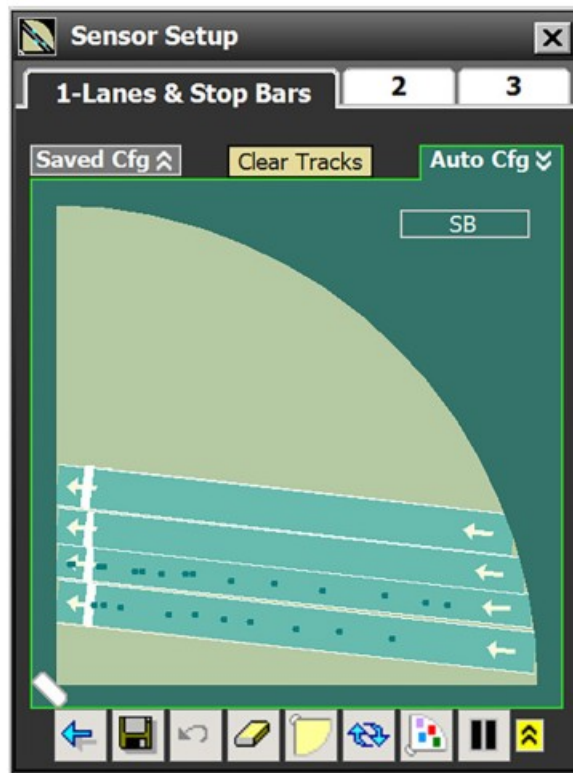 Sensor Setup
1-Lanes & Stop Bars
2
3
Saved Cfg
Clear Tracks
Auto Cfg
SB